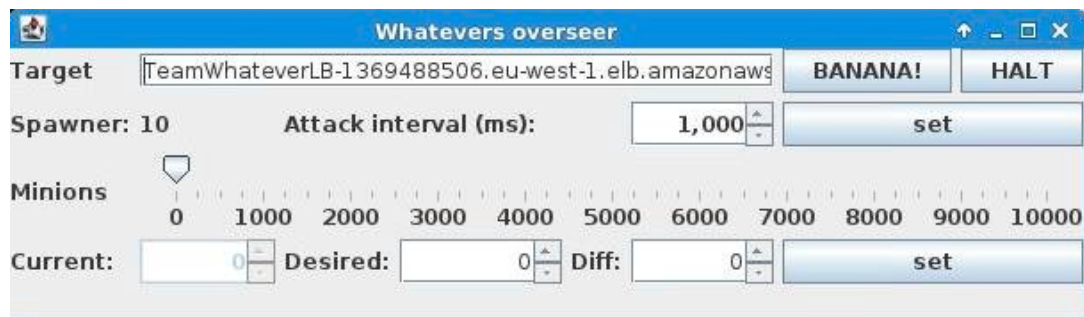 Whatevers overseer
Target TeamWhateverLB-1369488506.eu-west-1.elb.amazonaws BANANA! HALT
Spawner: 10 Attack interval (ms): 1,000 set
Minions
0 1000 2000 3000 4000 5000 6000 7000 8000 9000 10000
Current: 0 Desired: 0 Diff: 0 set